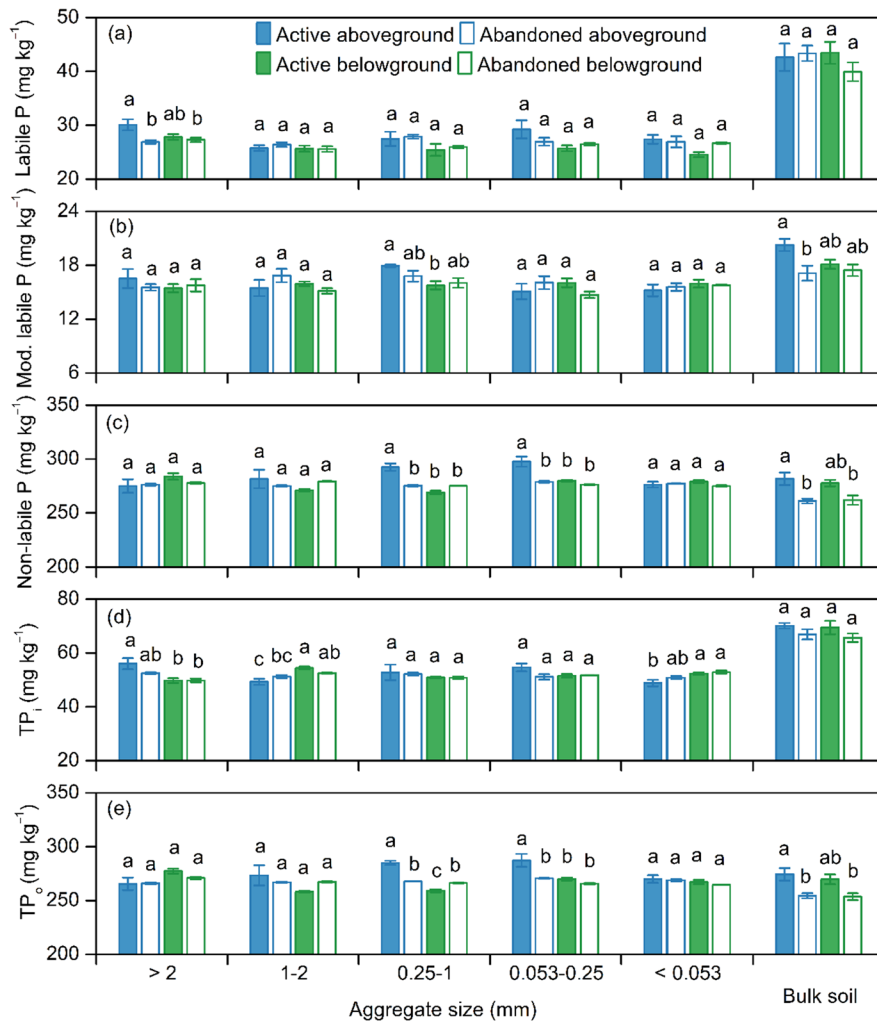 (a)
Active aboveground Abandoned aboveground
Active belowground Abandoned belowground
Labile P (mg kg⁻¹)
50
40
30
20
a b ab b a a a a a a a a a a a a a a a a a a a a
(b)
Mod. labile P (mg kg⁻¹)
24
18
12
6
a a a a a a a a a ab b ab a a a a a a a a a b ab ab
(c)
Non-labile P (mg kg⁻¹)
350
300
250
200
a a a a a a a a a b b b a b b b a a a a a b ab b
(d)
TPi (mg kg⁻¹)
80
60
40
20
a ab b b c bc a ab a a a a a a a a b ab a a a a a a
(e)
TPo (mg kg⁻¹)
350
300
250
200
a a a a a a a a a b c b a b b b a a a a a b ab b
> 2 1-2 0.25-1 0.053-0.25 < 0.053 Bulk soil
Aggregate size (mm)